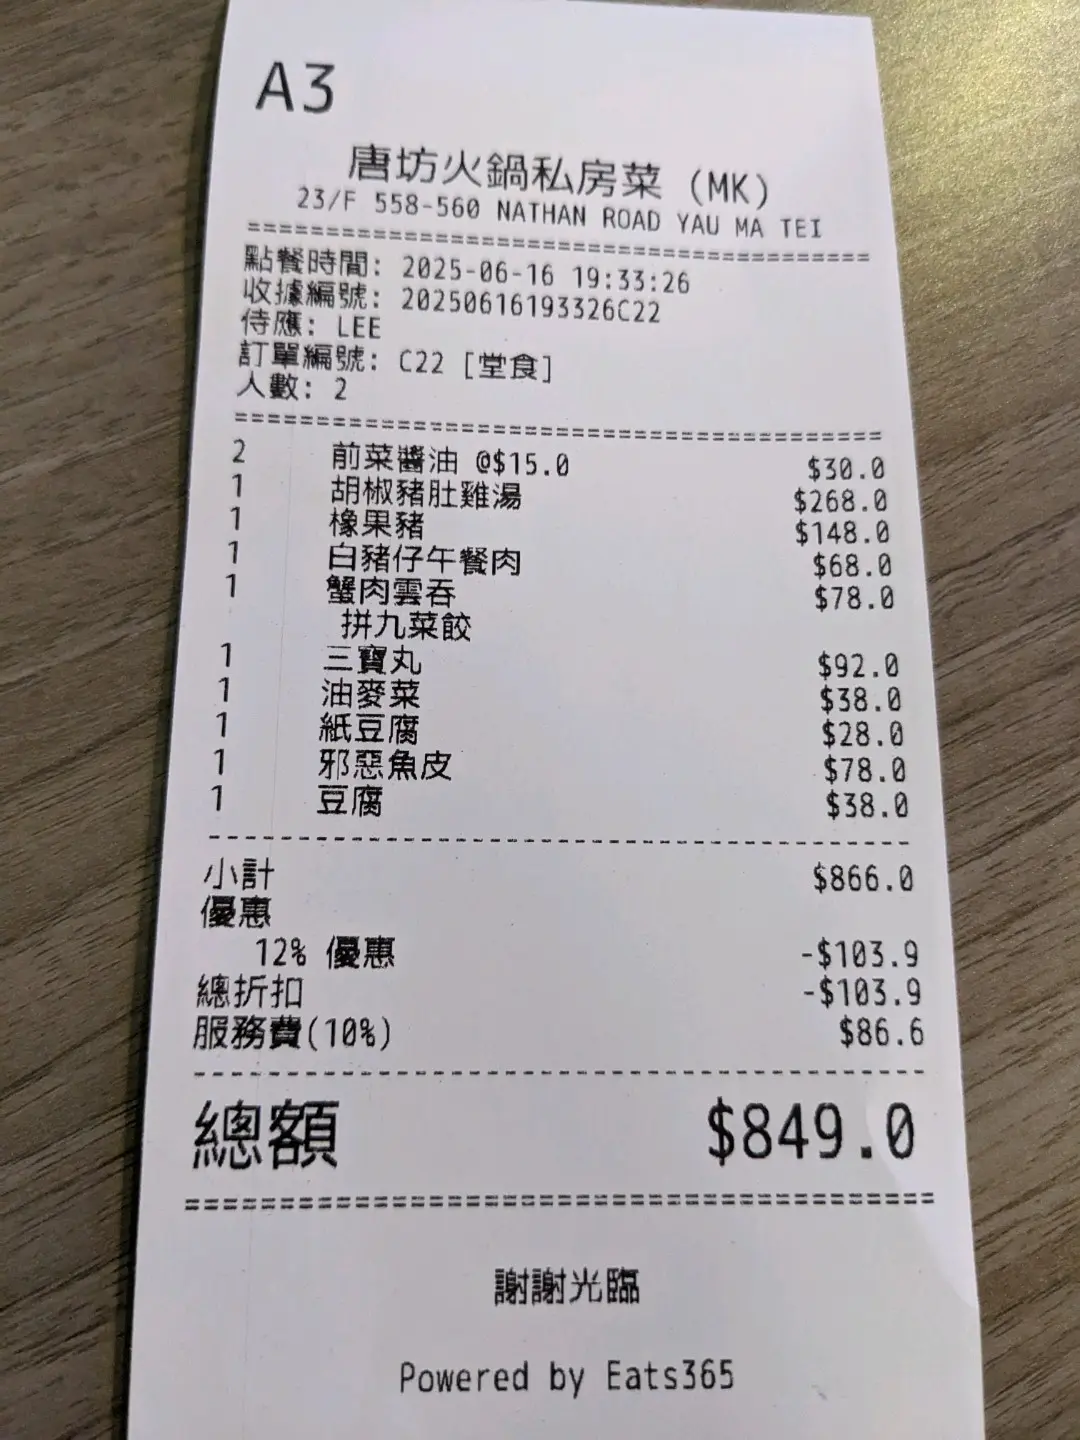 A3
唐坊火鍋私房菜 (MK)
23/F 558-560 NATHAN ROAD YAU MA TEI
點餐時間: 2025-06-16 19:33:26
收據編號: 20250616193326C22
侍應: LEE
訂單編號: C22 [堂食]
人數: 2
2 前菜醬油 @$15.0 $30.0
1 胡椒豬肚雞湯 $268.0
1 橡果豬 $148.0
1 白豬仔午餐肉 $68.0
1 蟹肉雲吞 $78.0
拼九菜餃
1 三寶丸 $92.0
1 油麥菜 $38.0
1 紙豆腐 $28.0
1 邪惡魚皮 $78.0
1 豆腐 $38.0
小計 $866.0
優惠
12% 優惠 -$103.9
總折扣 -$103.9
服務費(10%) $86.6
總額 $849.0
謝謝光臨
Powered by Eats365